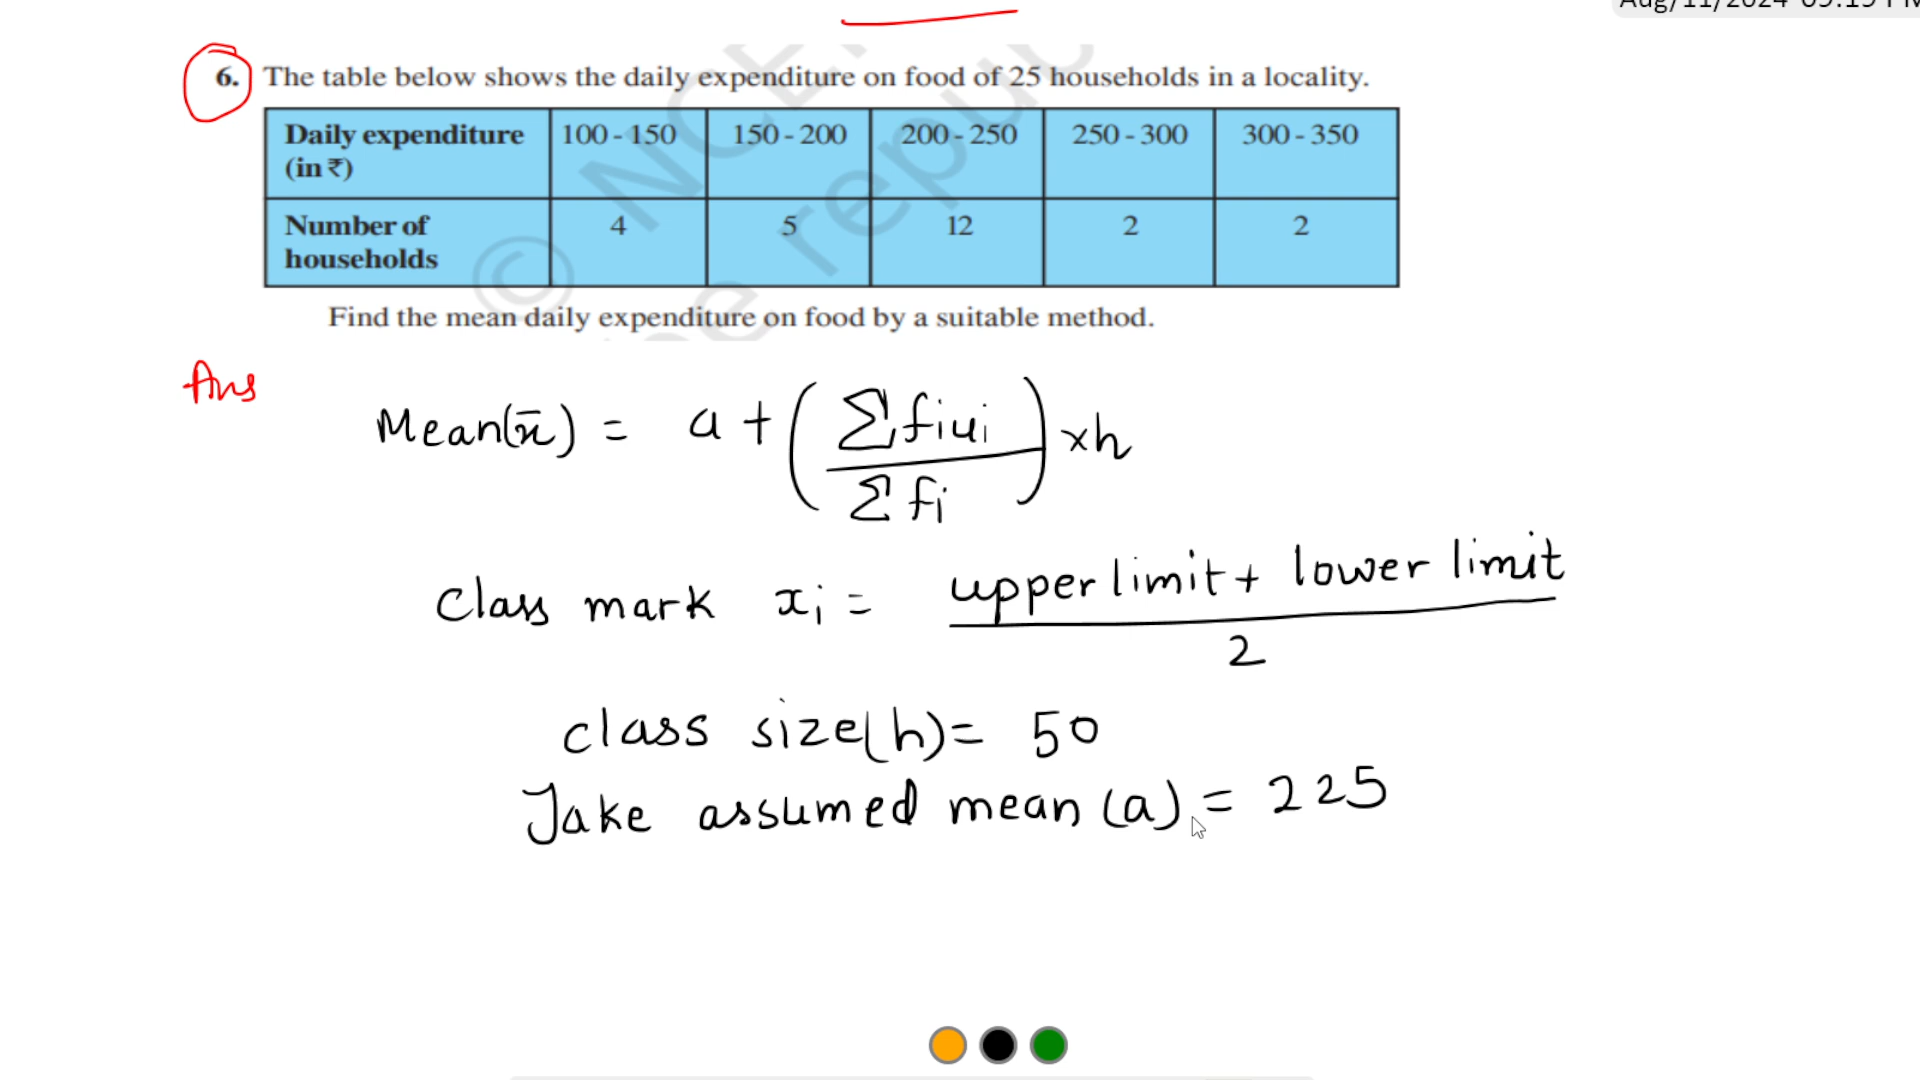 6. The table below shows the daily expenditure on food of 25 households in a locality.
Daily expenditure (in ₹) 100 - 150 150 - 200 200 - 250 250 - 300 300 - 350
Number of households 4 5 12 2 2
Find the mean daily expenditure on food by a suitable method.
Ans
Mean(x̄) = a + (Σfiui / Σfi) × h
Class mark xi = upper limit + lower limit / 2
class size(h) = 50
Take assumed mean (a) = 225